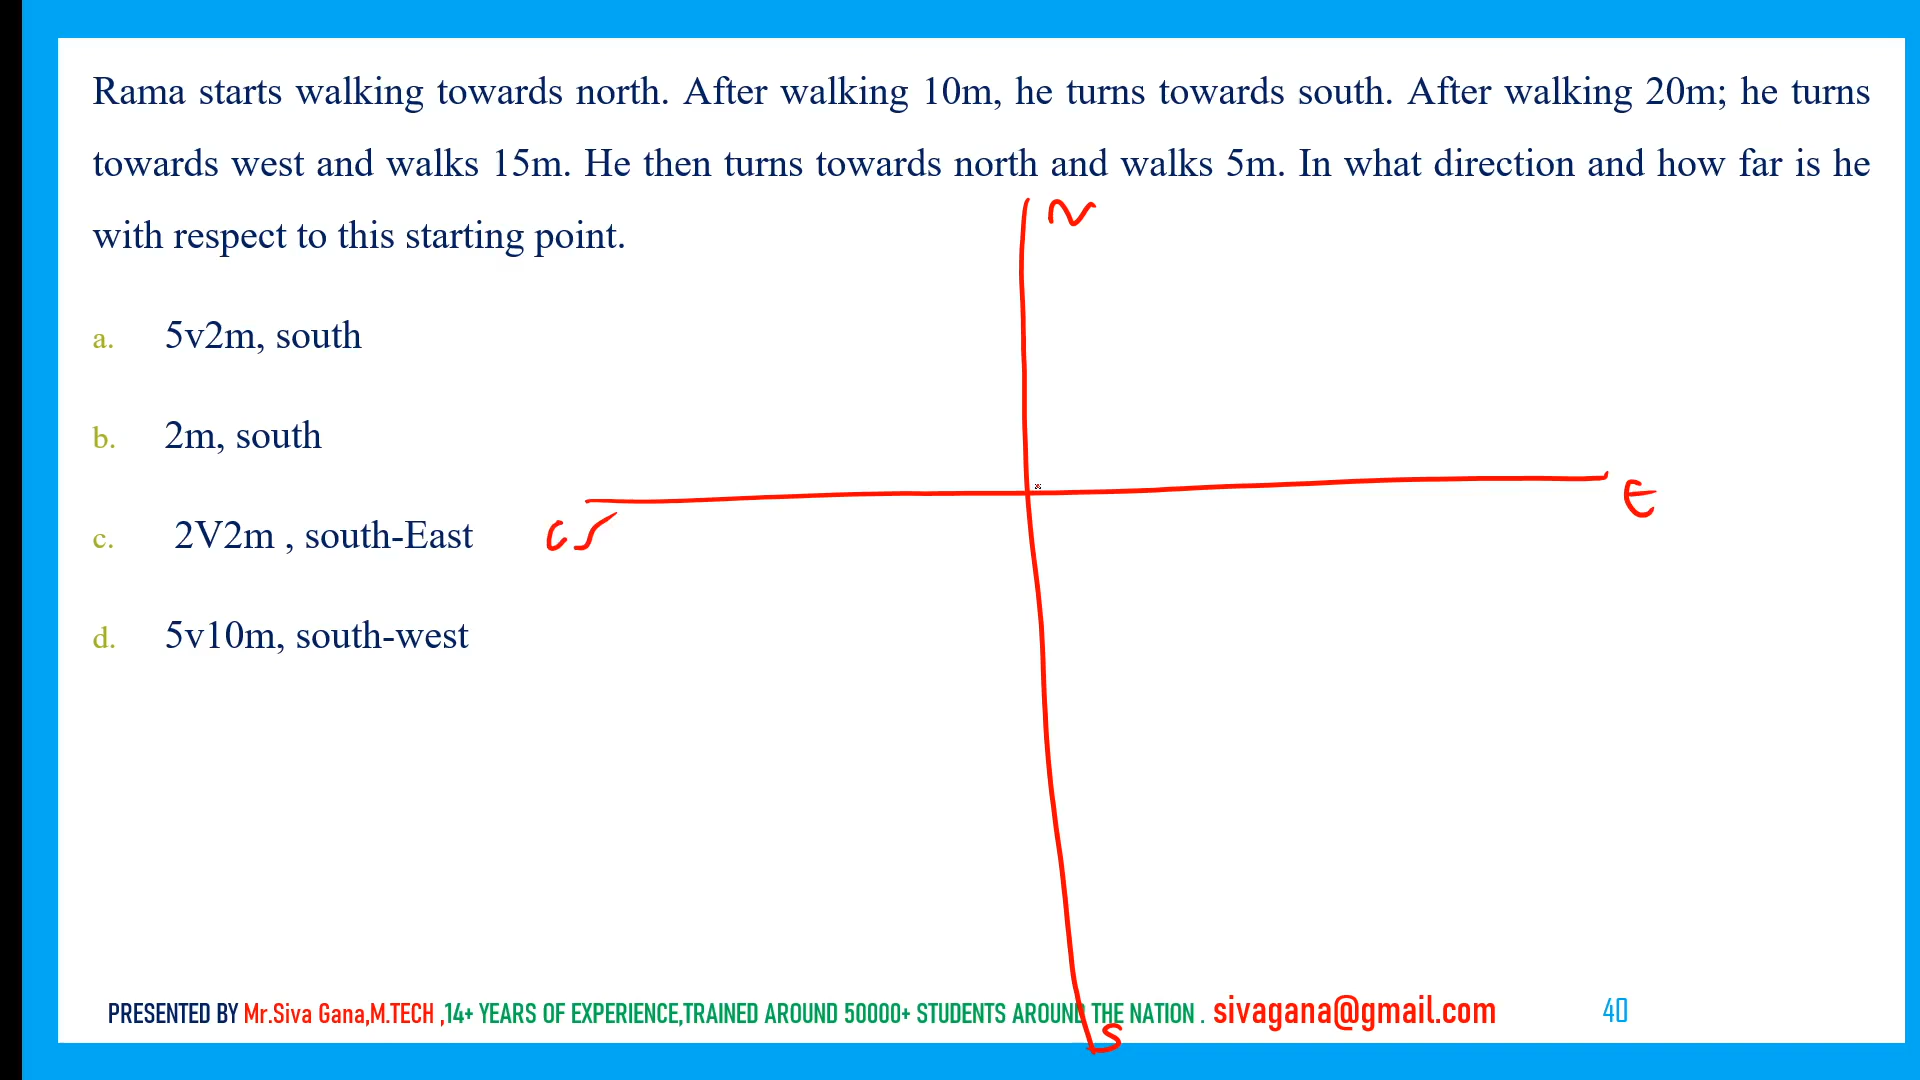 Rama starts walking towards north. After walking 10m, he turns towards south. After walking 20m; he turns
towards west and walks 15m. He then turns towards north and walks 5m. In what direction and how far is he
with respect to this starting point.
N
a. 5v2m, south
b. 2m, south
E
c. 2V2m , south-East
d. 5v10m, south-west
PRESENTED BY Mr.Siva Gana,M.TECH ,14+ YEARS OF EXPERIENCE,TRAINED AROUND 50000+ STUDENTS AROUND THE NATION . sivagana@gmail.com 40
S